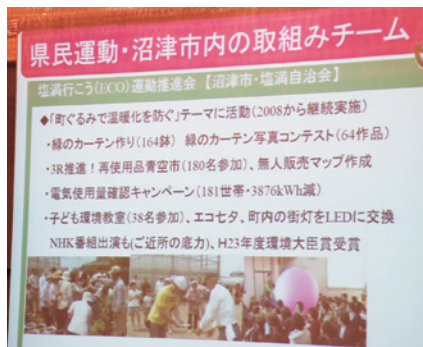 県民運動・沼津市内の取組みチーム
塩満行こう(ECO)運動推進会 【沼津市・塩満自治会】
◆「町ぐるみで温暖化を防ぐ」テーマに活動(2008から継続実施)
・緑のカーテン作り(164鉢) 緑のカーテン写真コンテスト(64作品)
・3R推進!再使用品青空市(180名参加)、無人販売マップ作成
・電気使用量確認キャンペーン(181世帯・3876kWh減)
・子ども環境教室(38名参加)、エコセタ、町内の街灯をLEDに交換
NHK番組出演も(ご近所の底力)、H23年度環境大臣賞受賞